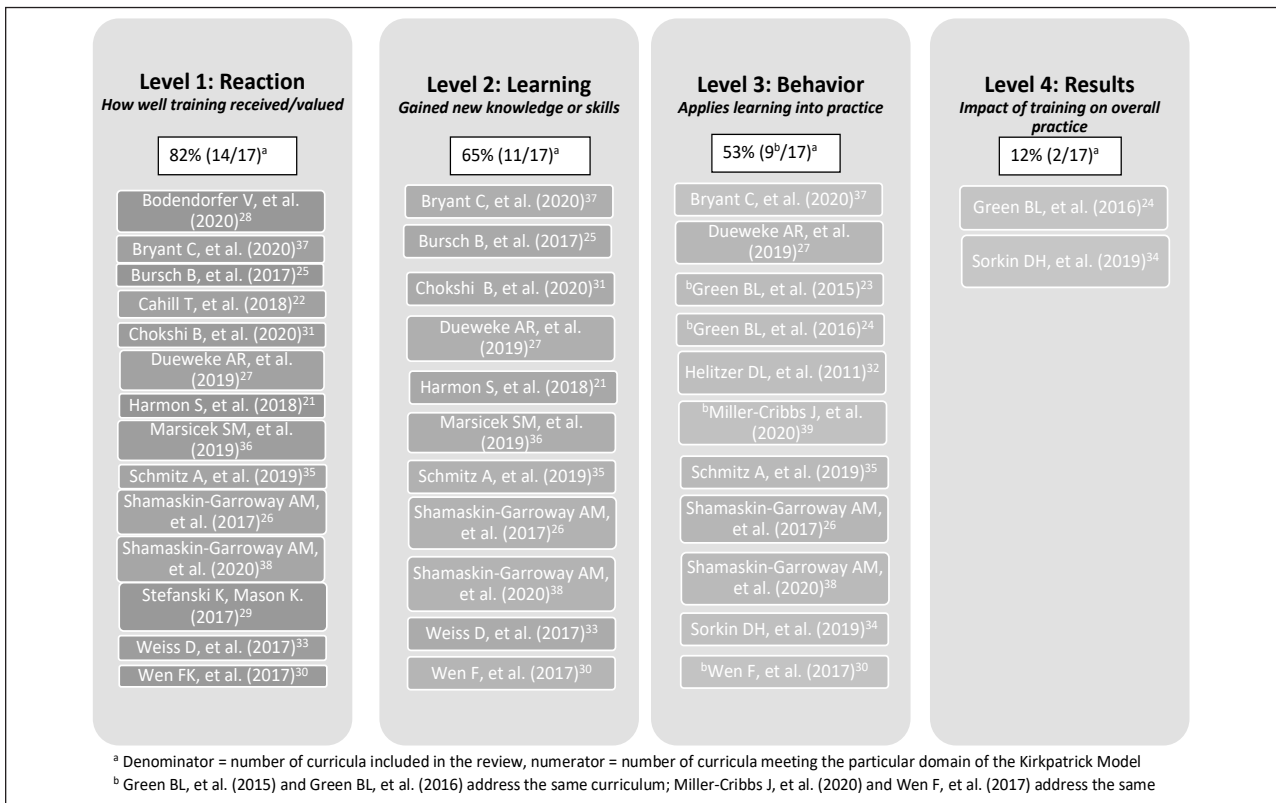 Level 1: Reaction
How well training received/valued
82% (14/17)ᵃ
Bodendorfer V, et al.
(2020)²⁸
Bryant C, et al. (2020)³⁷
Bursch B, et al. (2017)²⁵
Cahill T, et al. (2018)²²
Chokshi B, et al. (2020)³¹
Dueweke AR, et al.
(2019)²⁷
Harmon S, et al. (2018)²¹
Marsicek SM, et al.
(2019)³⁶
Schmitz A, et al. (2019)³⁵
Shamaskin-Garroway AM,
et al. (2017)²⁶
Shamaskin-Garroway AM,
et al. (2020)³⁸
Stefanski K, Mason K.
(2017)²⁹
Weiss D, et al. (2017)³³
Wen FK, et al. (2017)³⁰
Level 2: Learning
Gained new knowledge or skills
65% (11/17)ᵃ
Bryant C, et al. (2020)³⁷
Bursch B, et al. (2017)²⁵
Chokshi B, et al. (2020)³¹
Dueweke AR, et al.
(2019)²⁷
Harmon S, et al. (2018)²¹
Marsicek SM, et al.
(2019)³⁶
Schmitz A, et al. (2019)³⁵
Shamaskin-Garroway AM,
et al. (2017)²⁶
Shamaskin-Garroway AM,
et al. (2020)³⁸
Weiss D, et al. (2017)³³
Wen F, et al. (2017)³⁰
Level 3: Behavior
Applies learning into practice
53% (9ᵇ/17)ᵃ
Bryant C, et al. (2020)³⁷
Dueweke AR, et al.
(2019)²⁷
ᵇGreen BL, et al. (2015)²³
ᵇGreen BL, et al. (2016)²⁴
Helitzer DL, et al. (2011)³²
ᵇMiller-Cribbs J, et al.
(2020)³⁹
Schmitz A, et al. (2019)³⁵
Shamaskin-Garroway AM,
et al. (2017)²⁶
Shamaskin-Garroway AM,
et al. (2020)³⁸
Sorkin DH, et al. (2019)³⁴
ᵇWen F, et al. (2017)³⁰
Level 4: Results
Impact of training on overall
practice
12% (2/17)ᵃ
Green BL, et al. (2016)²⁴
Sorkin DH, et al. (2019)³⁴
ᵃ Denominator = number of curricula included in the review, numerator = number of curricula meeting the particular domain of the Kirkpatrick Model
ᵇ Green BL, et al. (2015) and Green BL, et al. (2016) address the same curriculum; Miller-Cribbs J, et al. (2020) and Wen F, et al. (2017) address the same